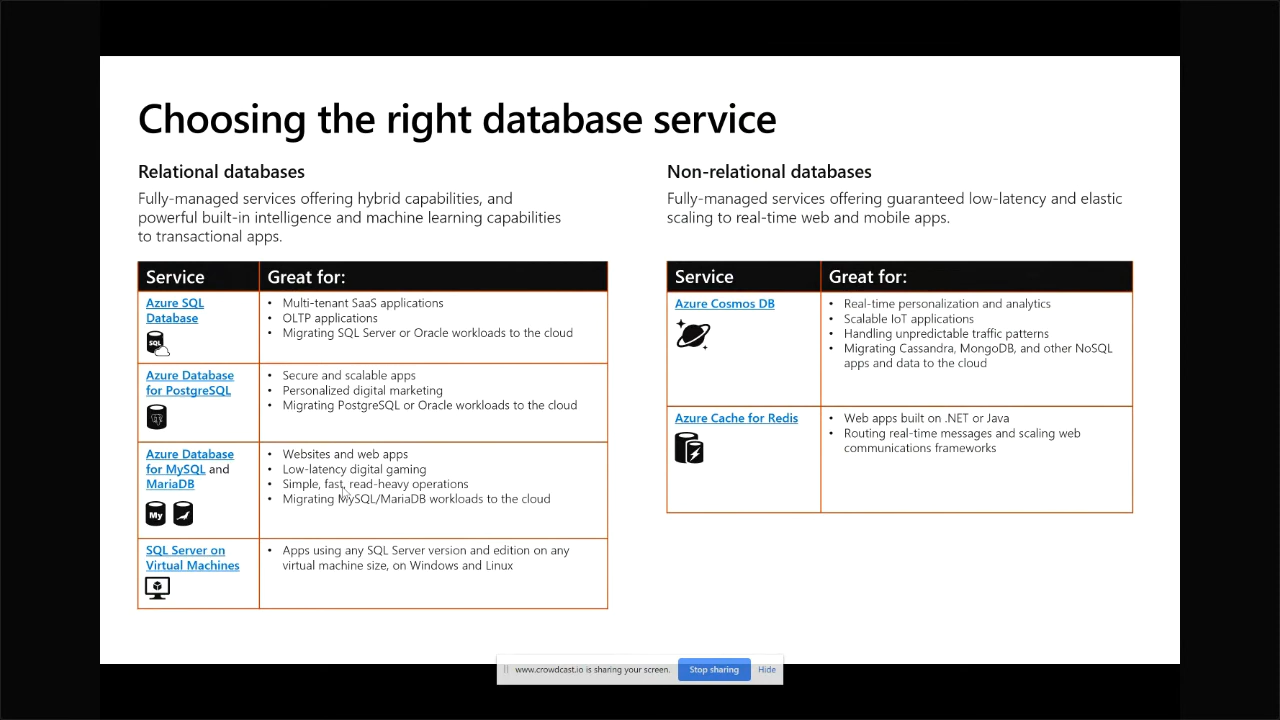 Choosing the right database service
Relational databases
Fully-managed services offering hybrid capabilities, and
powerful built-in intelligence and machine learning capabilities
to transactional apps.
Service
Great for:
Azure SQL
Database
SQL
• Multi-tenant SaaS applications
• OLTP applications
• Migrating SQL Server or Oracle workloads to the cloud
Azure Database
for PostgreSQL
• Secure and scalable apps
• Personalized digital marketing
• Migrating PostgreSQL or Oracle workloads to the cloud
Azure Database
for MySQL and
MariaDB
My
• Websites and web apps
• Low-latency digital gaming
• Simple, fast, read-heavy operations
• Migrating MySQL/MariaDB workloads to the cloud
SQL Server on
Virtual Machines
• Apps using any SQL Server version and edition on any
virtual machine size, on Windows and Linux
Non-relational databases
Fully-managed services offering guaranteed low-latency and elastic
scaling to real-time web and mobile apps.
Service
Great for:
Azure Cosmos DB
• Real-time personalization and analytics
• Scalable IoT applications
• Handling unpredictable traffic patterns
• Migrating Cassandra, MongoDB, and other NoSQL
apps and data to the cloud
Azure Cache for Redis
• Web apps built on .NET or Java
• Routing real-time messages and scaling web
communications frameworks
www.crowdcast.io is sharing your screen.
Stop sharing
Hide